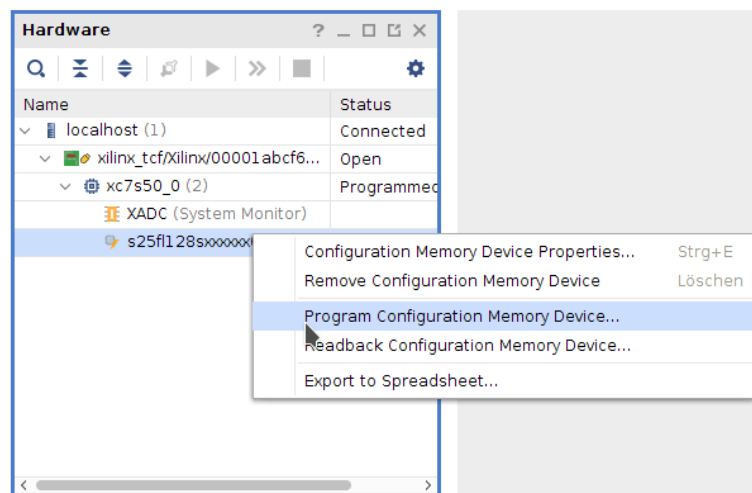 Hardware
Name Status
localhost (1) Connected
xilinx_tcf/Xilinx/00001abcf6... Open
xc7s50_0 (2) Programmed
XADC (System Monitor)
s25fl128sxxxxxx
Configuration Memory Device Properties... Strg+E
Remove Configuration Memory Device Löschen
Program Configuration Memory Device...
Readback Configuration Memory Device...
Export to Spreadsheet...